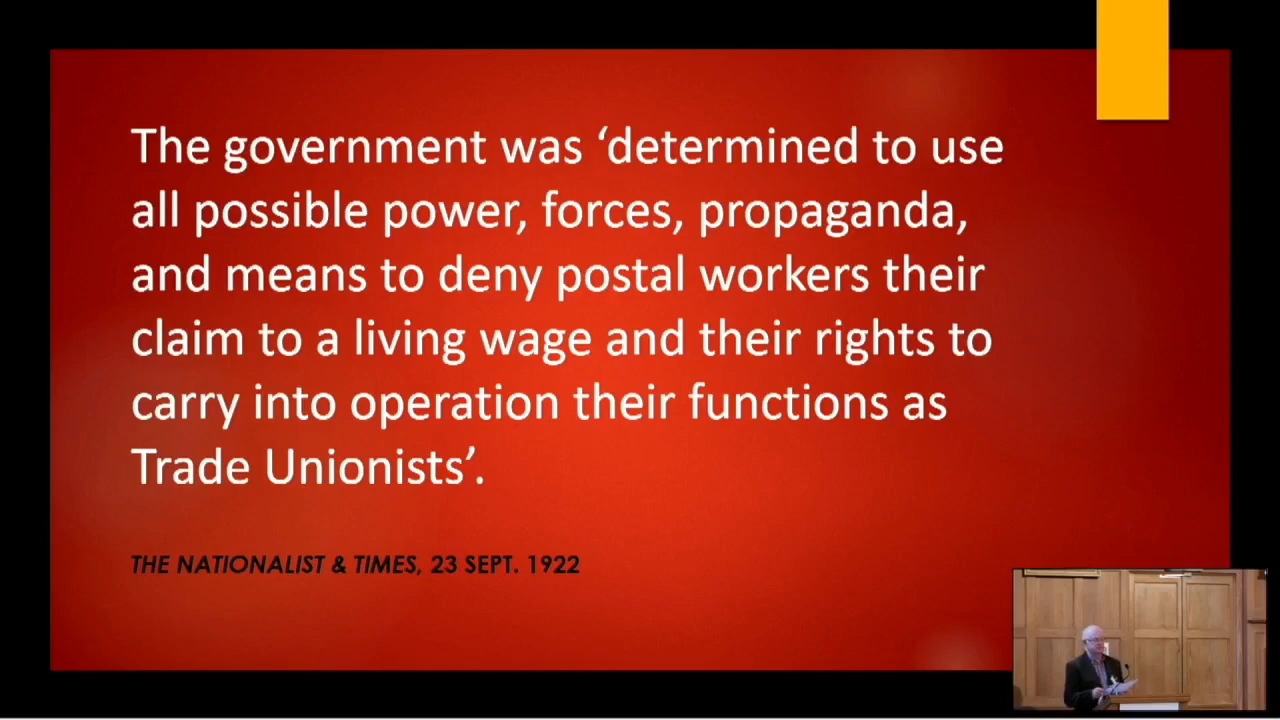 The government was ‘determined to use
all possible power, forces, propaganda,
and means to deny postal workers their
claim to a living wage and their rights to
carry into operation their functions as
Trade Unionists’.
THE NATIONALIST & TIMES, 23 SEPT. 1922